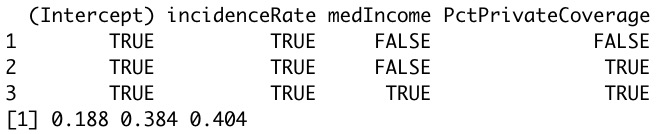 (Intercept) incidenceRate medIncome PctPrivateCoverage
1 TRUE TRUE FALSE FALSE
2 TRUE TRUE FALSE TRUE
3 TRUE TRUE TRUE TRUE
[1] 0.188 0.384 0.404